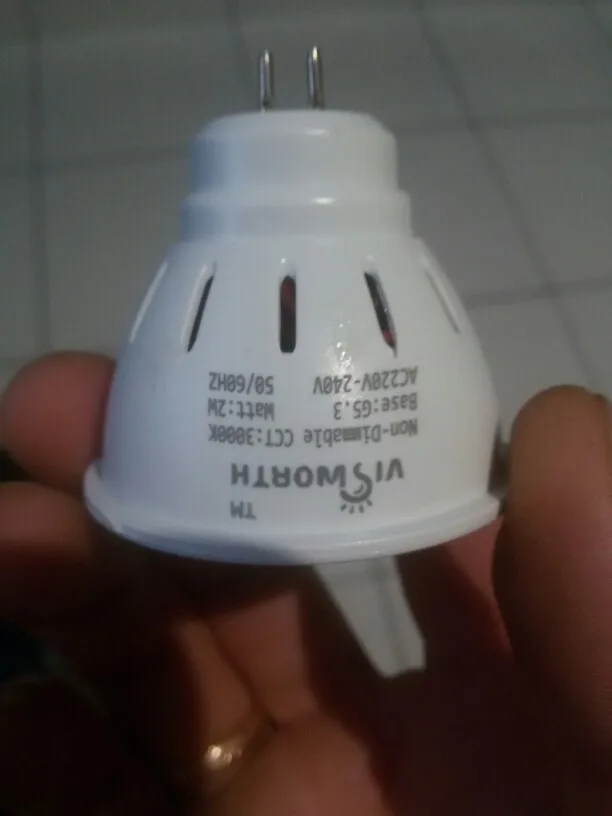 VISWORTH
TM
Non-Dimmable CCT:3000K
Base:G5.3 Watt:2W
AC220V-240V 50/60HZ